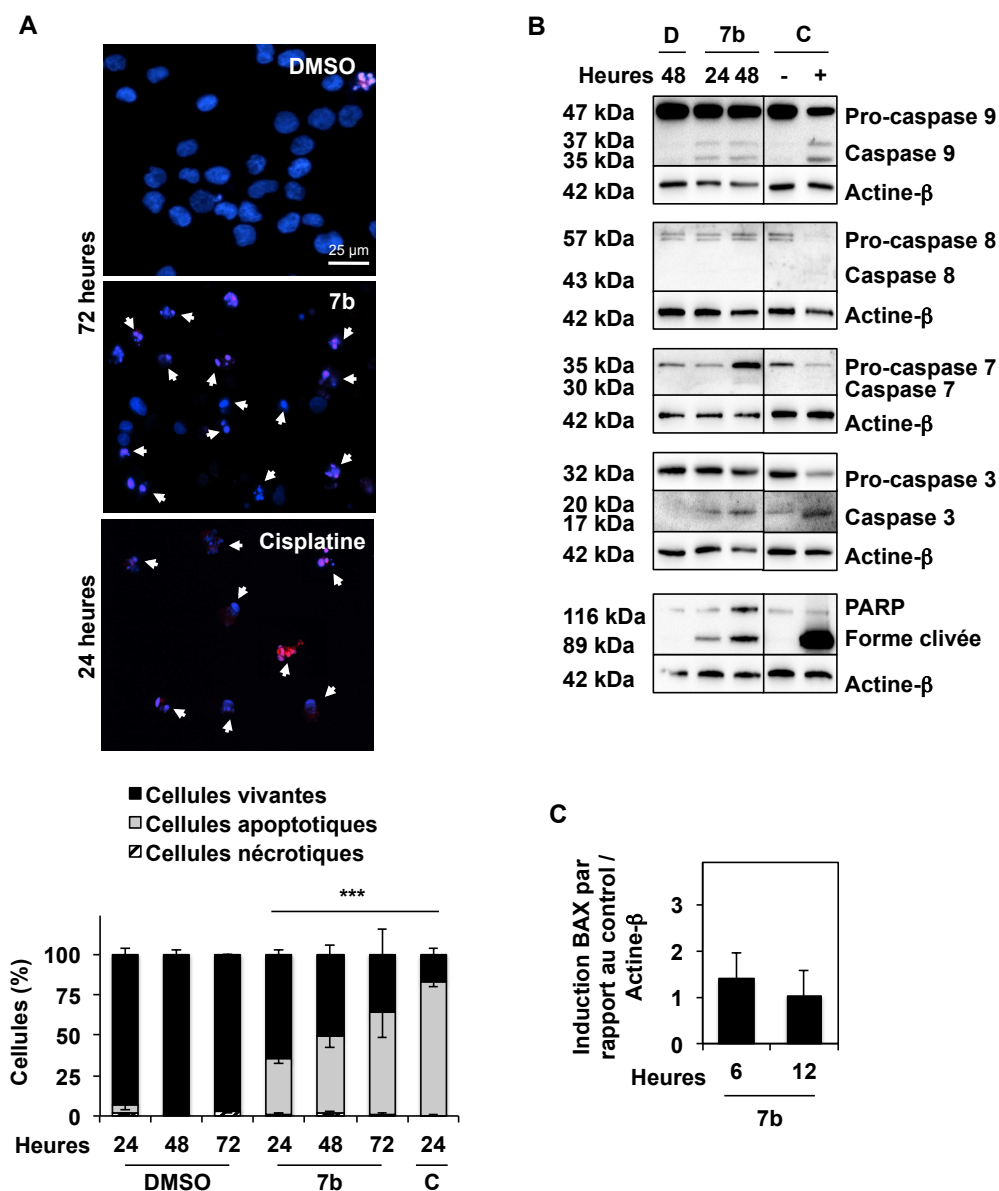 A
DMSO
25 µm
72 heures
7b
Cisplatine
24 heures
Cellules vivantes
Cellules apoptotiques
Cellules nécrotiques
***
Cellules (%)
100
75
50
25
0
Heures 24 48 72 24 48 72 24
DMSO 7b C
B
D 7b C
Heures 48 24 48 - +
47 kDa Pro-caspase 9
37 kDa
35 kDa Caspase 9
42 kDa Actine-β
57 kDa Pro-caspase 8
43 kDa Caspase 8
42 kDa Actine-β
35 kDa Pro-caspase 7
30 kDa Caspase 7
42 kDa Actine-β
32 kDa Pro-caspase 3
20 kDa
17 kDa Caspase 3
42 kDa Actine-β
116 kDa PARP
89 kDa Forme clivée
42 kDa Actine-β
C
Induction BAX par
rapport au control /
Actine-β
3
2
1
0
Heures 6 12
7b